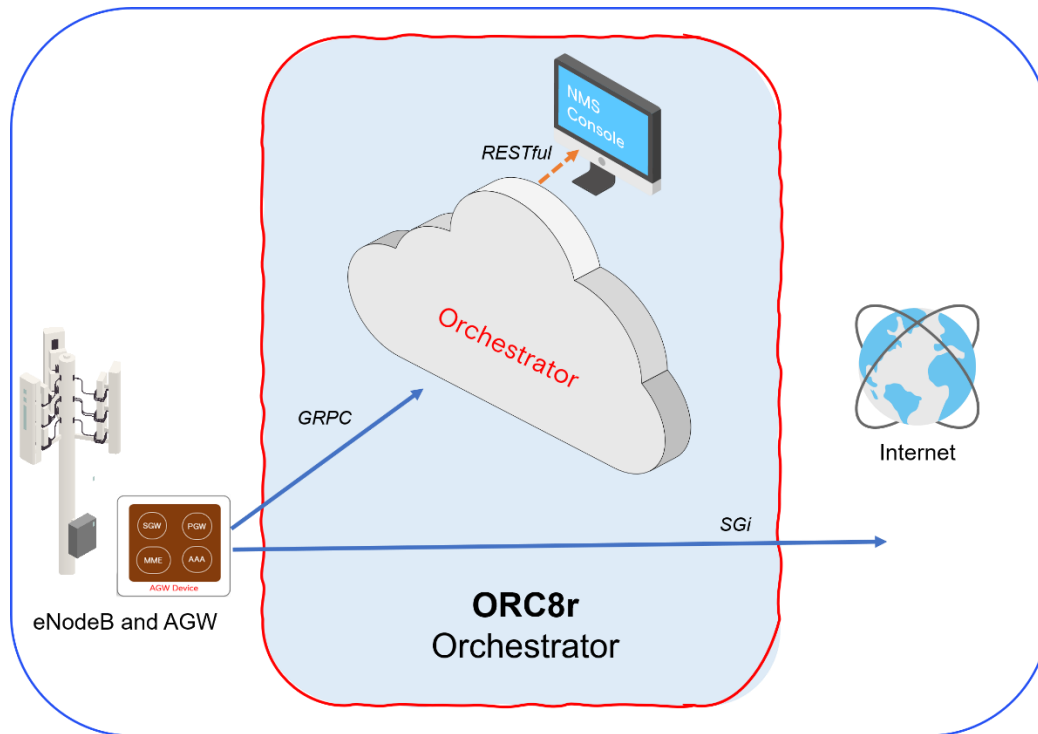 NMS
Console
RESTful
Orchestrator
GRPC
Internet
SGi
SGW
PGW
MME
AAA
AGW Device
eNodeB and AGW
ORC8r
Orchestrator